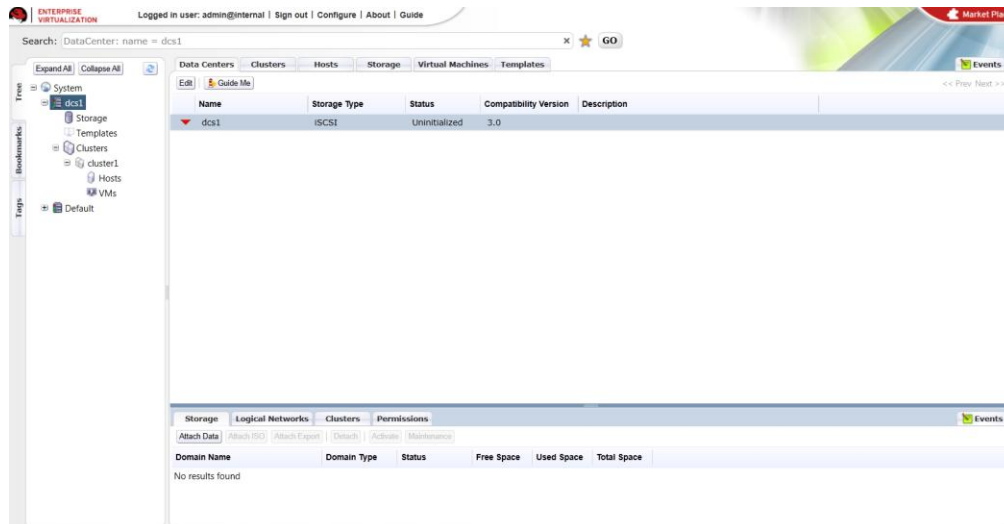 ENTERPRISE
VIRTUALIZATION
Logged in user: admin@internal | Sign out | Configure | About | Guide
Market Pla
Search: DataCenter: name = dcs1 × GO
Expand All Collapse All
Tree
Bookmarks
Tags
System
dcs1
Storage
Templates
Clusters
cluster1
Hosts
VMs
Default
Data Centers Clusters Hosts Storage Virtual Machines Templates Events
Edit Guide Me << Prev Next >>
Name Storage Type Status Compatibility Version Description
dcs1 iSCSI Uninitialized 3.0
Storage Logical Networks Clusters Permissions Events
Attach Data Attach ISO Attach Export | Detach | Activate Maintenance
Domain Name Domain Type Status Free Space Used Space Total Space
No results found